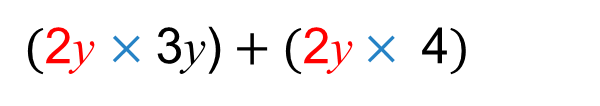 (2y × 3y) + (2y × 4)